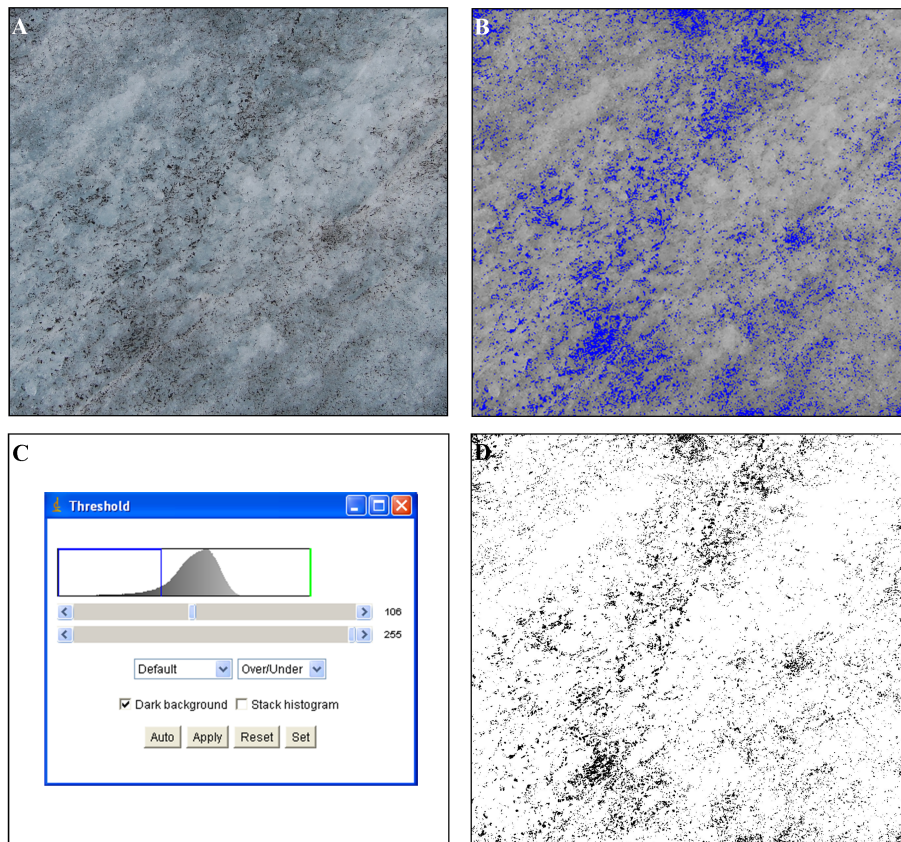 A
B
C
Threshold
106
255
Default
Over/Under
Dark background
Stack histogram
Auto
Apply
Reset
Set
D